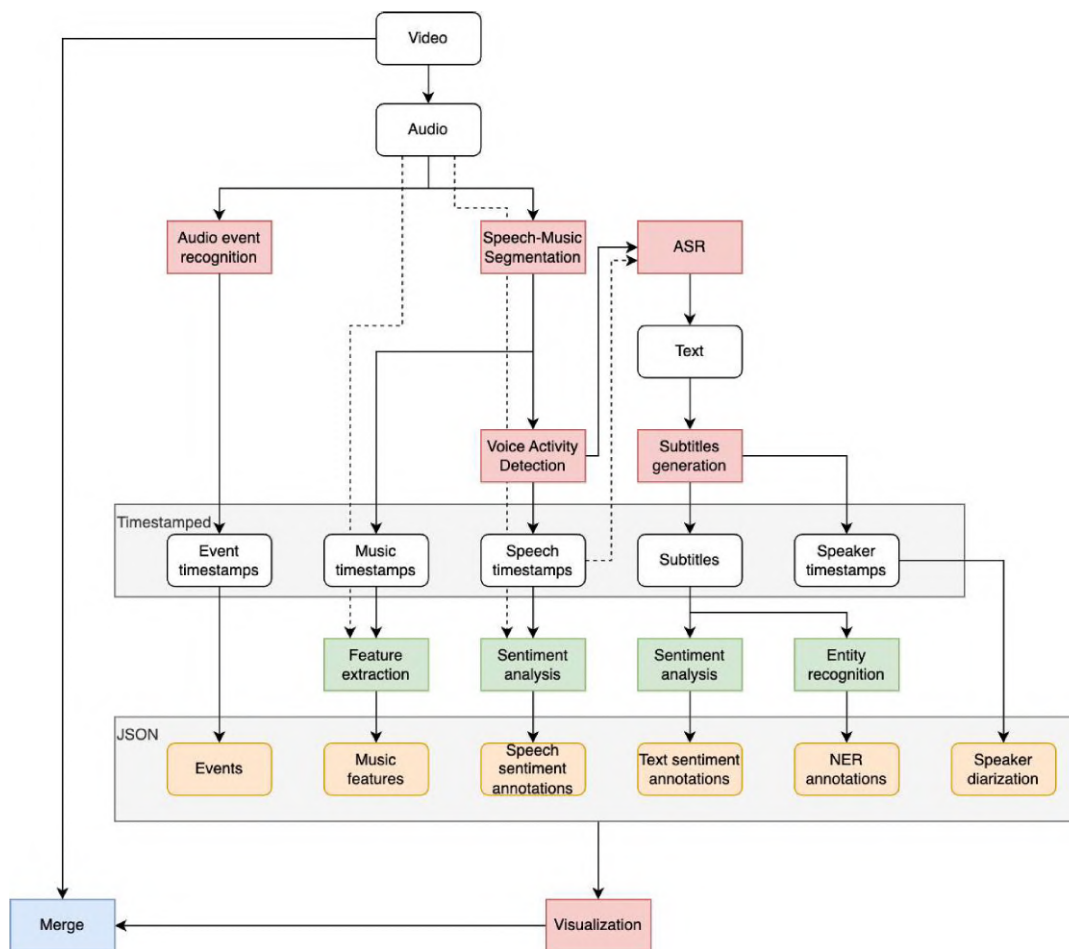 Video
Audio
Audio event
recognition
Speech-Music
Segmentation
ASR
Text
Voice Activity
Detection
Subtitles
generation
Timestamped
Event
timestamps
Music
timestamps
Speech
timestamps
Subtitles
Speaker
timestamps
Feature
extraction
Sentiment
analysis
Sentiment
analysis
Entity
recognition
JSON
Events
Music
features
Speech
sentiment
annotations
Text sentiment
annotations
NER
annotations
Speaker
diarization
Merge
Visualization